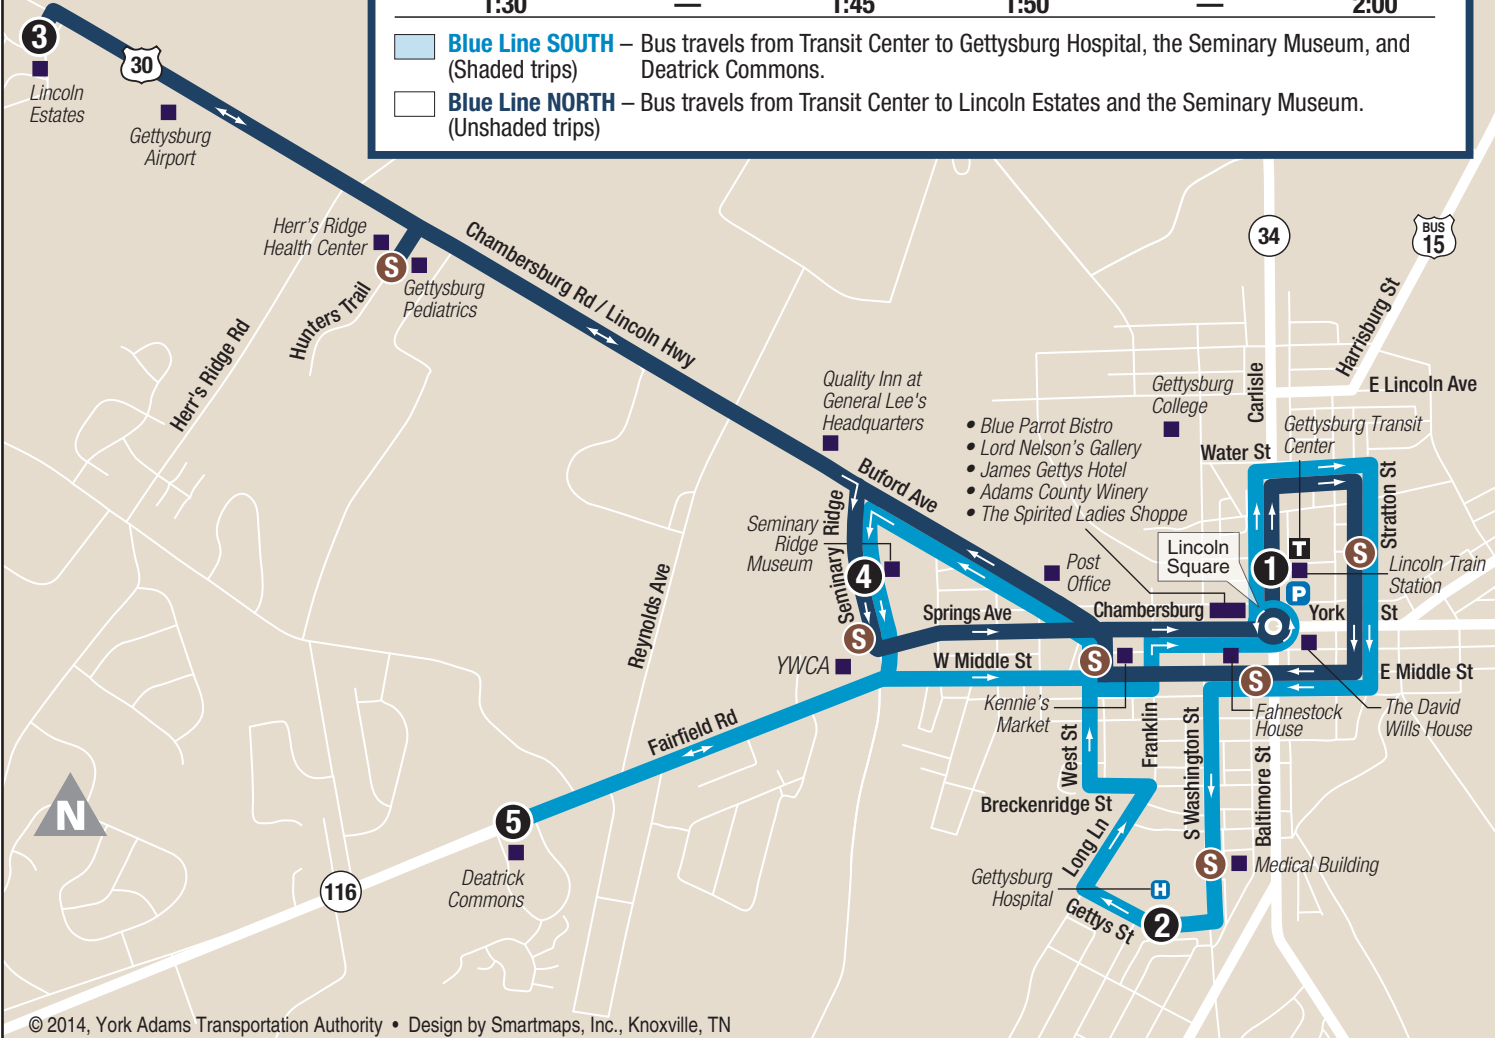 1:30 — 1:45 1:50 — 2:00
Blue Line SOUTH – Bus travels from Transit Center to Gettysburg Hospital, the Seminary Museum, and
(Shaded trips) Deatrick Commons.
Blue Line NORTH – Bus travels from Transit Center to Lincoln Estates and the Seminary Museum.
(Unshaded trips)
3
30
Lincoln
Estates
Gettysburg
Airport
Herr's Ridge
Health Center
S
Gettysburg
Pediatrics
Hunters Trail
Herr's Ridge Rd
Chambersburg Rd / Lincoln Hwy
34
BUS
15
Harrisburg St
Carlisle
E Lincoln Ave
Quality Inn at
General Lee's
Headquarters
Gettysburg
College
• Blue Parrot Bistro
• Lord Nelson's Gallery
• James Gettys Hotel
• Adams County Winery
• The Spirited Ladies Shoppe
Gettysburg Transit
Center
Water St
Stratton St
Buford Ave
Seminary Ridge
Seminary
Ridge
Museum
4
S
Post
Office
Lincoln
Square
1
T
P
S
Lincoln Train
Station
Springs Ave
Chambersburg
York St
Reynolds Ave
YWCA
W Middle St
S
S
E Middle St
Kennie's
Market
Fahnestock
House
The David
Wills House
Fairfield Rd
West St
Franklin
S Washington St
Baltimore St
Breckenridge St
Long Ln
N
5
Deatrick
Commons
116
S
Medical Building
Gettysburg
Hospital
H
Gettys St
2
© 2014, York Adams Transportation Authority • Design by Smartmaps, Inc., Knoxville, TN